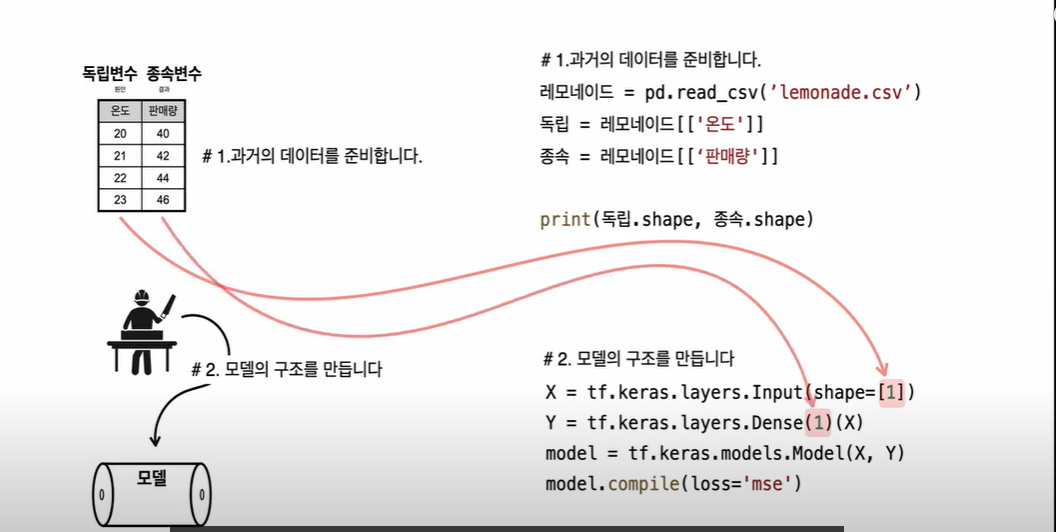 독립변수 종속변수
원인 결과
온도 판매량
20 40
21 42
22 44
23 46
# 1.과거의 데이터를 준비합니다.
# 2. 모델의 구조를 만듭니다
모델
0 0
# 1.과거의 데이터를 준비합니다.
레모네이드 = pd.read_csv(’lemonade.csv’)
독립 = 레모네이드[['온도']]
종속 = 레모네이드[[‘판매량']]
print(독립.shape, 종속.shape)
# 2. 모델의 구조를 만듭니다
X = tf.keras.layers.Input(shape=[1])
Y = tf.keras.layers.Dense(1)(X)
model = tf.keras.models.Model(X, Y)
model.compile(loss='mse')